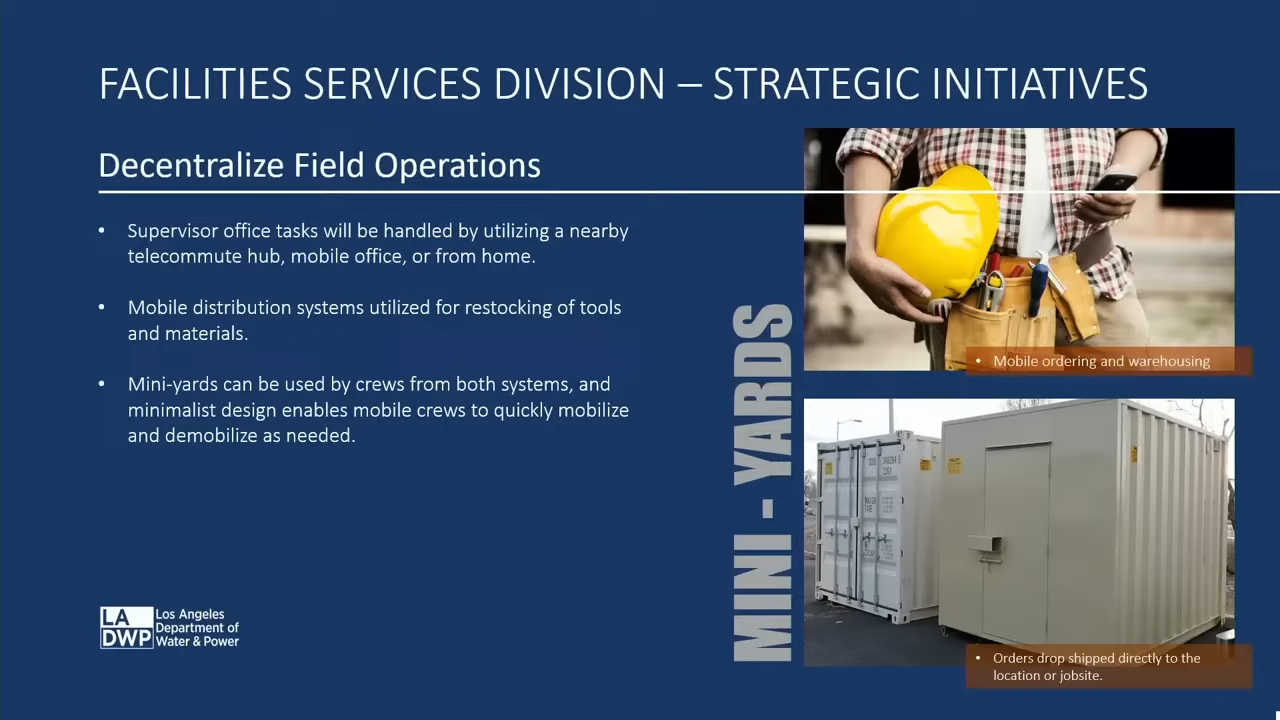 FACILITIES SERVICES DIVISION – STRATEGIC INITIATIVES
Decentralize Field Operations
• Supervisor office tasks will be handled by utilizing a nearby
telecommute hub, mobile office, or from home.
• Mobile distribution systems utilized for restocking of tools
and materials.
• Mini-yards can be used by crews from both systems, and
minimalist design enables mobile crews to quickly mobilize
and demobilize as needed.
MINI - YARDS
• Mobile ordering and warehousing
• Orders drop shipped directly to the
location or jobsite.
LA
DWP
Los Angeles
Department of
Water & Power